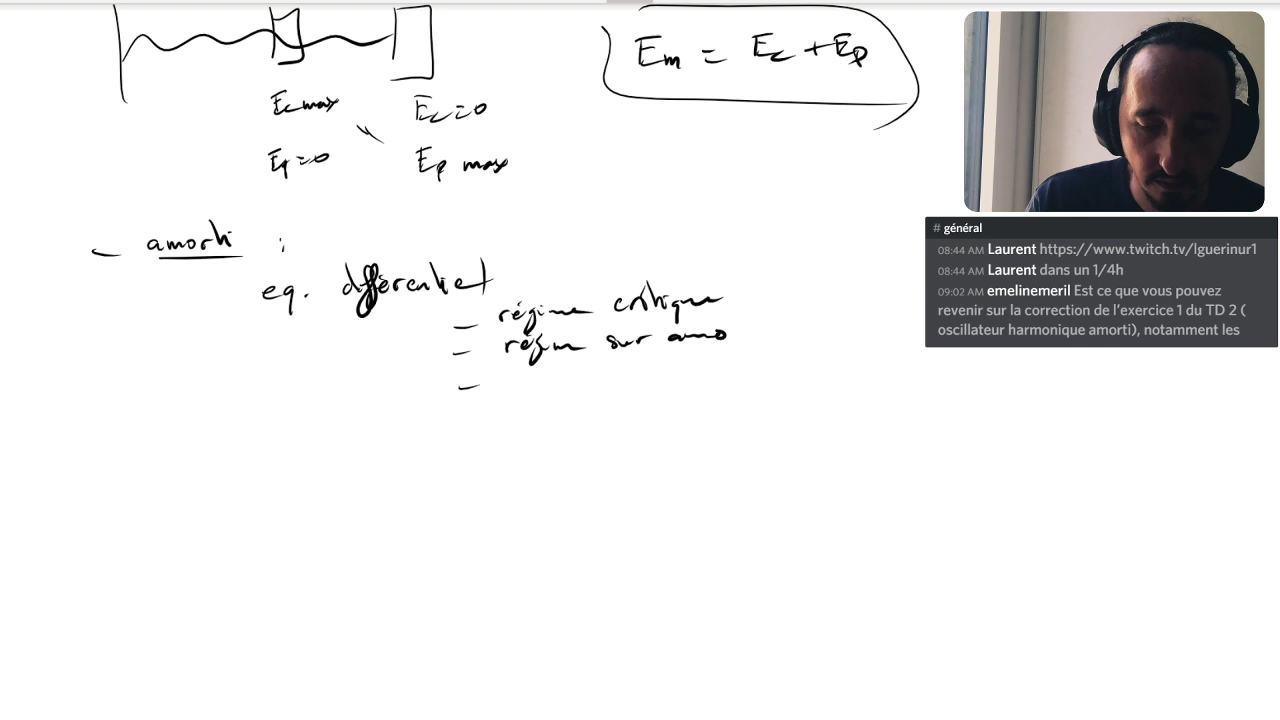 Em = Ec + Ep
Ec max
Ec = 0
Ep = 0
Ep max
- amorti :
eq. différentiel
- régime critique
- régim sur amo
-
# général
08:44 AM Laurent https://www.twitch.tv/lguerinur1
08:44 AM Laurent dans un 1/4h
09:02 AM emelinemeril Est ce que vous pouvez
revenir sur la correction de l'exercice 1 du TD 2 (
oscillateur harmonique amorti), notamment les